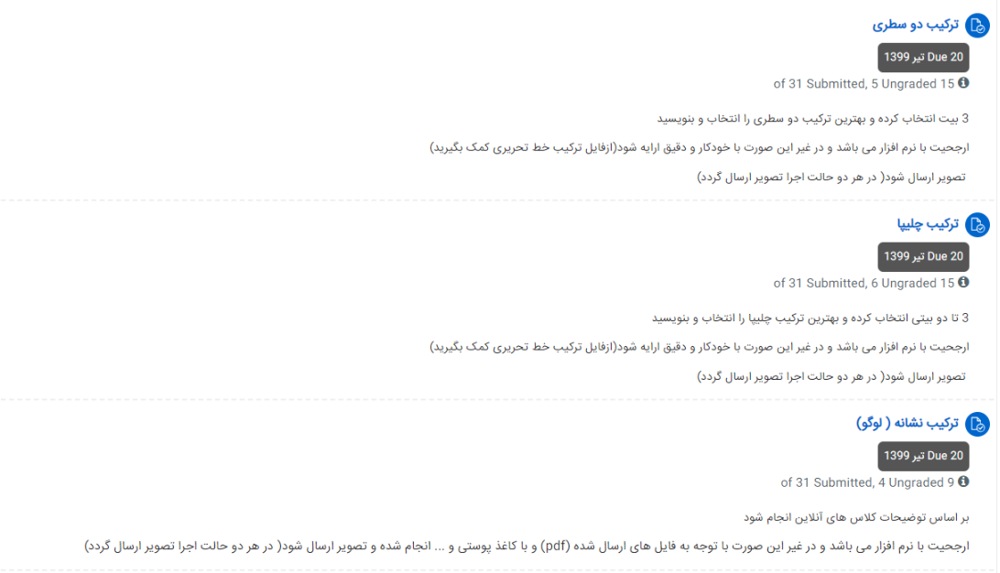 ترکیب دو سطری
Due 20 تیر 1399
15 of 31 Submitted, 5 Ungraded
3 بیت انتخاب کرده و بهترین ترکیب دو سطری را انتخاب و بنویسید
ارجحیت با نرم افزار می باشد و در غیر این صورت با خودکار و دقیق ارایه شود(ازفایل ترکیب خط تحریری کمک بگیرید)
تصویر ارسال شود( در هر دو حالت اجرا تصویر ارسال گردد)
ترکیب چلیپا
Due 20 تیر 1399
15 of 31 Submitted, 6 Ungraded
3 تا دو بیتی انتخاب کرده و بهترین ترکیب چلیپا را انتخاب و بنویسید
ارجحیت با نرم افزار می باشد و در غیر این صورت با خودکار و دقیق ارایه شود(ازفایل ترکیب خط تحریری کمک بگیرید)
تصویر ارسال شود( در هر دو حالت اجرا تصویر ارسال گردد)
ترکیب نشانه ( لوگو)
Due 20 تیر 1399
9 of 31 Submitted, 4 Ungraded
بر اساس توضیحات کلاس های آنلاین انجام شود
ارجحیت با نرم افزار می باشد و در غیر این صورت با توجه به فایل های ارسال شده (pdf) و با کاغذ پوستی و ... انجام شده و تصویر ارسال شود( در هر دو حالت اجرا تصویر ارسال گردد)